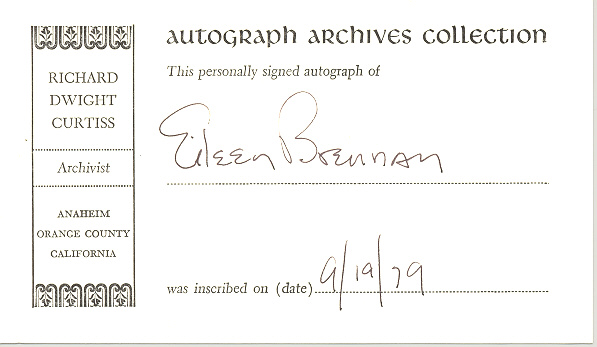 AUTOGRAPH ARCHIVES COLLECTION
This personally signed autograph of
Eileen Brennan
was inscribed on (date) 9/19/79
RICHARD
DWIGHT
CURTISS
Archivist
ANAHEIM
ORANGE COUNTY
CALIFORNIA